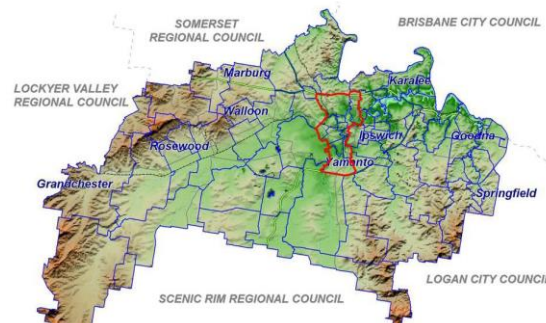 SOMERSET
REGIONAL COUNCIL
BRISBANE CITY COUNCIL
Marburg
Karalee
LOCKYER VALLEY
REGIONAL COUNCIL
Walloon
Ipswich
Goodna
Rosewood
Yamanto
Grandchester
Springfield
LOGAN CITY COUNCI
SCENIC RIM REGIONAL COUNCIL